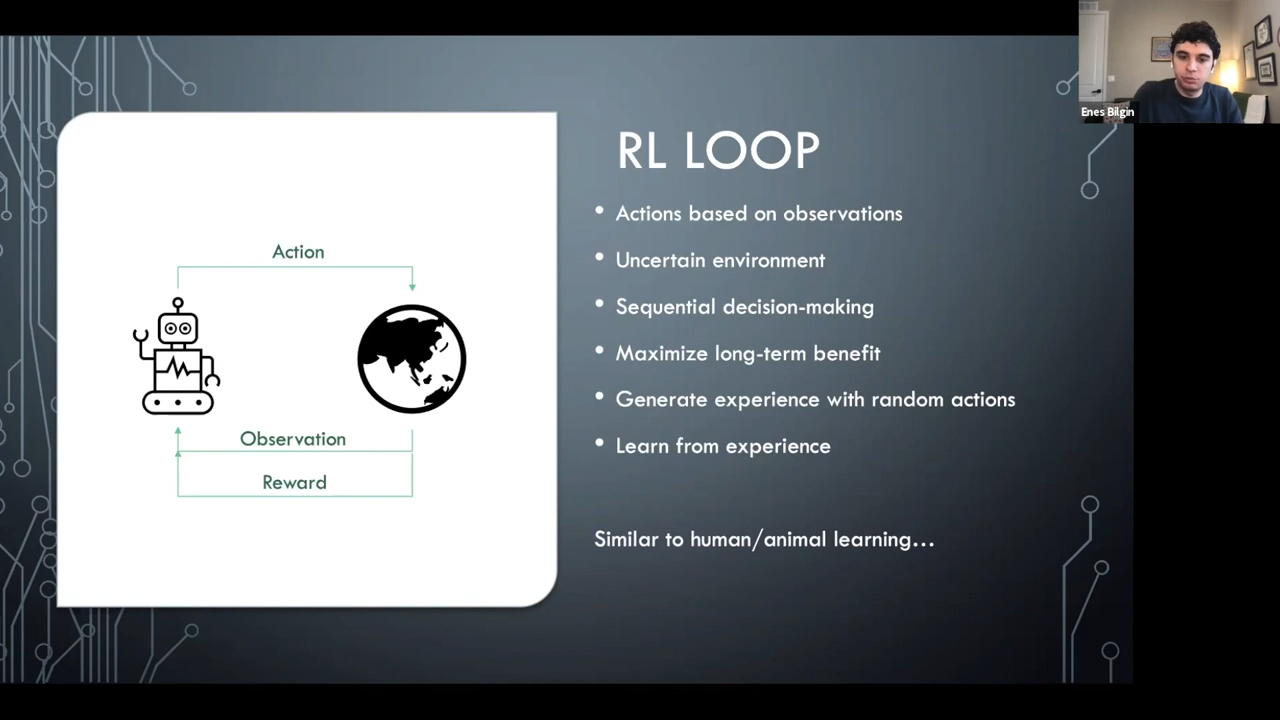 Enes Bilgin
RL LOOP
Action
Observation
Reward
• Actions based on observations
• Uncertain environment
• Sequential decision-making
• Maximize long-term benefit
• Generate experience with random actions
• Learn from experience
Similar to human/animal learning...